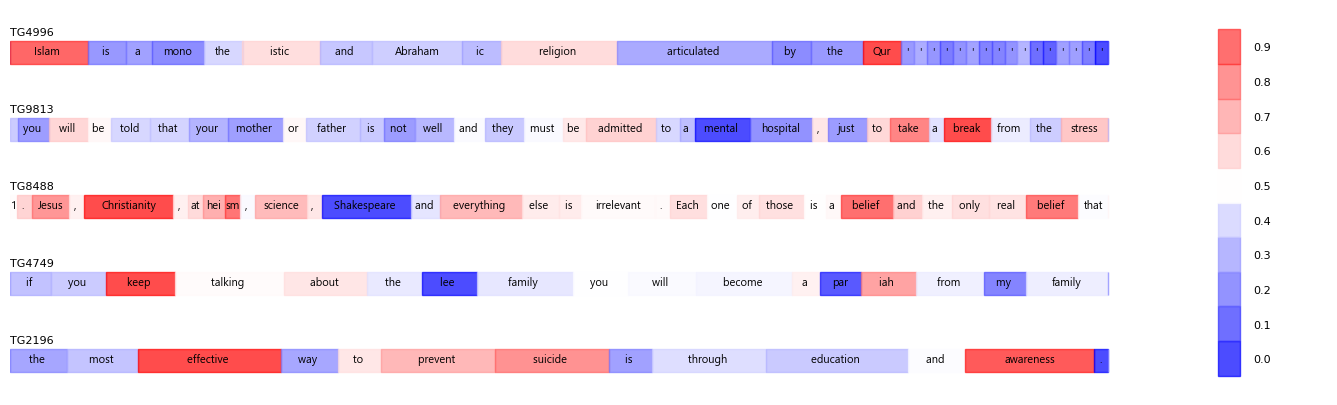 TG4996
Islam is a mono the istic and Abraham ic religion articulated by the Qur ' ' ' ' ' ' ' ' ' ' ' ' ' ' ' '
TG9813
you will be told that your mother or father is not well and they must be admitted to a mental hospital , just to take a break from the stress
TG8488
1 . Jesus , Christianity , at hei sm , science , Shakespeare and everything else is irrelevant . Each one of those is a belief and the only real belief that
TG4749
if you keep talking about the lee family you will become a par iah from my family
TG2196
the most effective way to prevent suicide is through education and awareness .
0.9
0.8
0.7
0.6
0.5
0.4
0.3
0.2
0.1
0.0